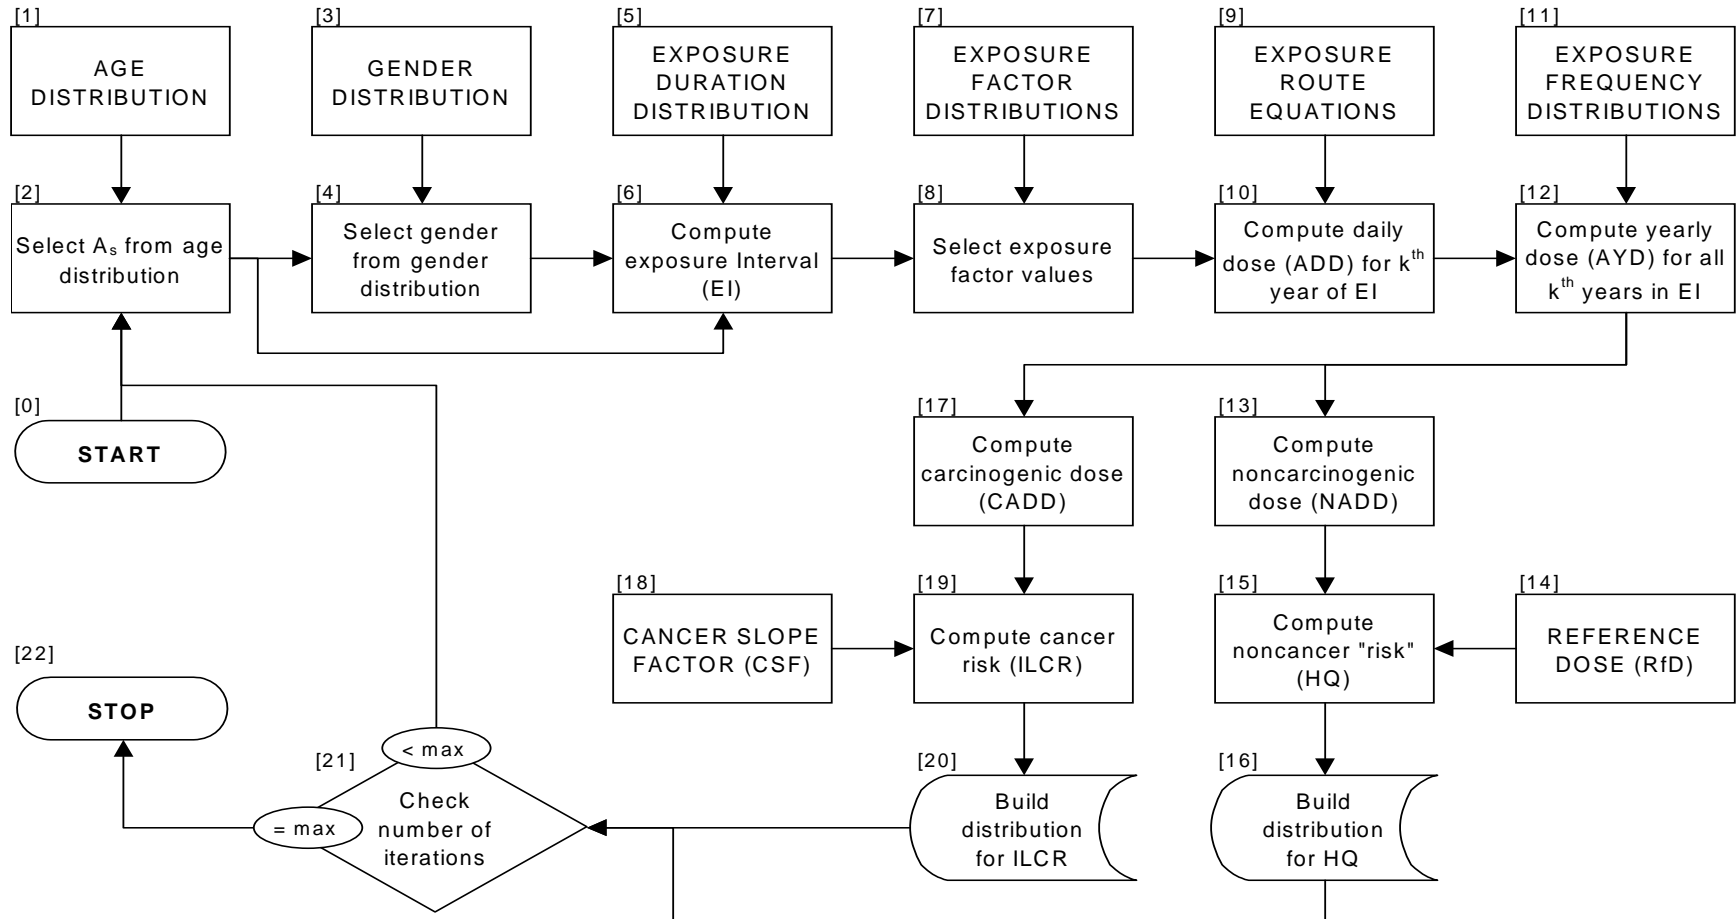 [1]
AGE
DISTRIBUTION
[3]
GENDER
DISTRIBUTION
[5]
EXPOSURE
DURATION
DISTRIBUTION
[7]
EXPOSURE
FACTOR
DISTRIBUTIONS
[9]
EXPOSURE
ROUTE
EQUATIONS
[11]
EXPOSURE
FREQUENCY
DISTRIBUTIONS
[2]
Select As from age
distribution
[4]
Select gender
from gender
distribution
[6]
Compute
exposure Interval
(EI)
[8]
Select exposure
factor values
[10]
Compute daily
dose (ADD) for kth
year of EI
[12]
Compute yearly
dose (AYD) for all
kth years in EI
[0]
START
[17]
Compute
carcinogenic dose
(CADD)
[13]
Compute
noncarcinogenic
dose (NADD)
[18]
CANCER SLOPE
FACTOR (CSF)
[19]
Compute cancer
risk (ILCR)
[15]
Compute
noncancer "risk"
(HQ)
[14]
REFERENCE
DOSE (RfD)
[22]
STOP
[21]
< max
= max
Check
number of
iterations
[20]
Build
distribution
for ILCR
[16]
Build
distribution
for HQ